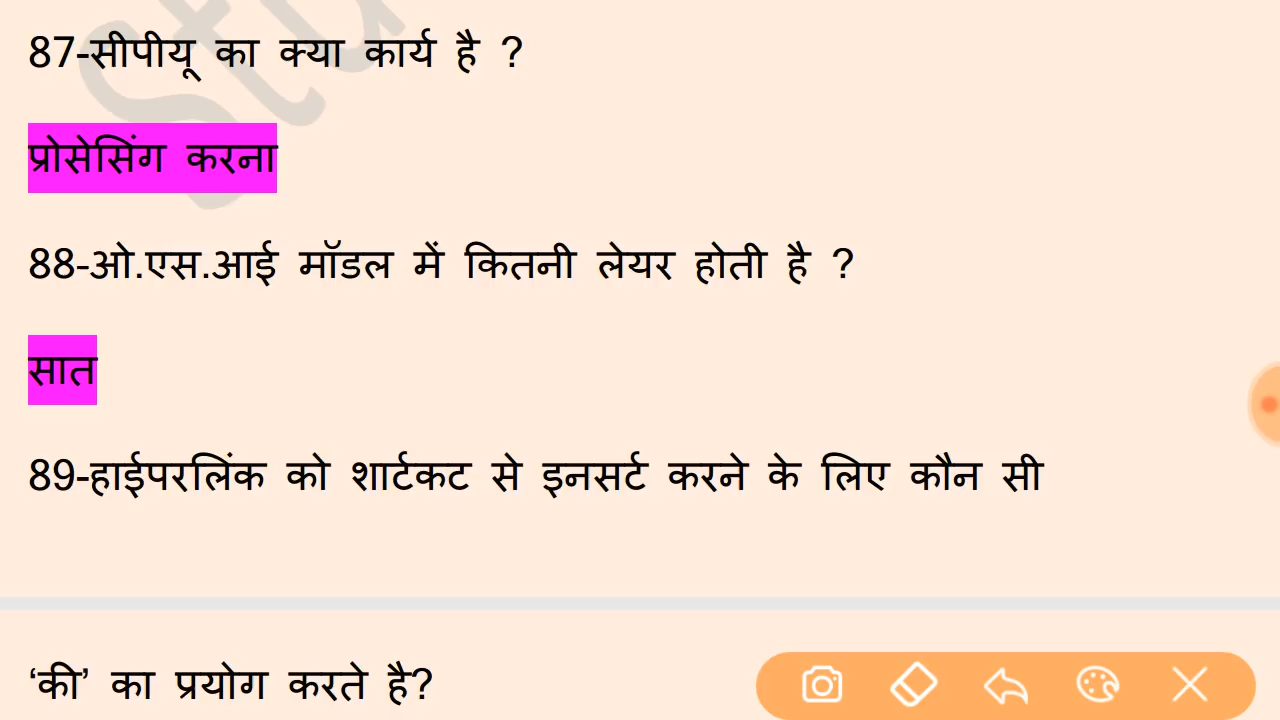 87-सीपीयू का क्या कार्य है ?
प्रोसेसिंग करना
88-ओ.एस.आई मॉडल में कितनी लेयर होती है ?
सात
89-हाईपरलिंक को शार्टकट से इनसर्ट करने के लिए कौन सी
‘की’ का प्रयोग करते है?